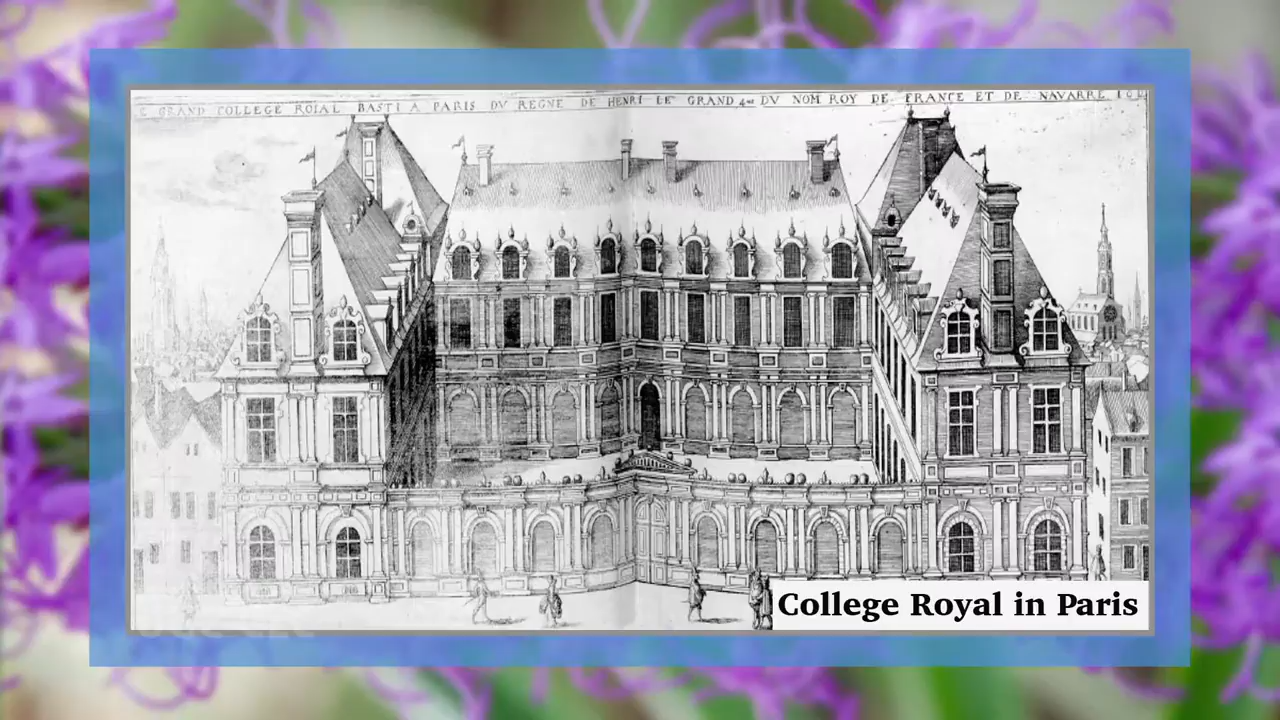 LE GRAND COLLEGE ROIAL BASTI A PARIS DV REGNE DE HENRI LE GRAND 4me DV NOM ROY DE FRANCE ET DE NAVARRE
College Royal in Paris